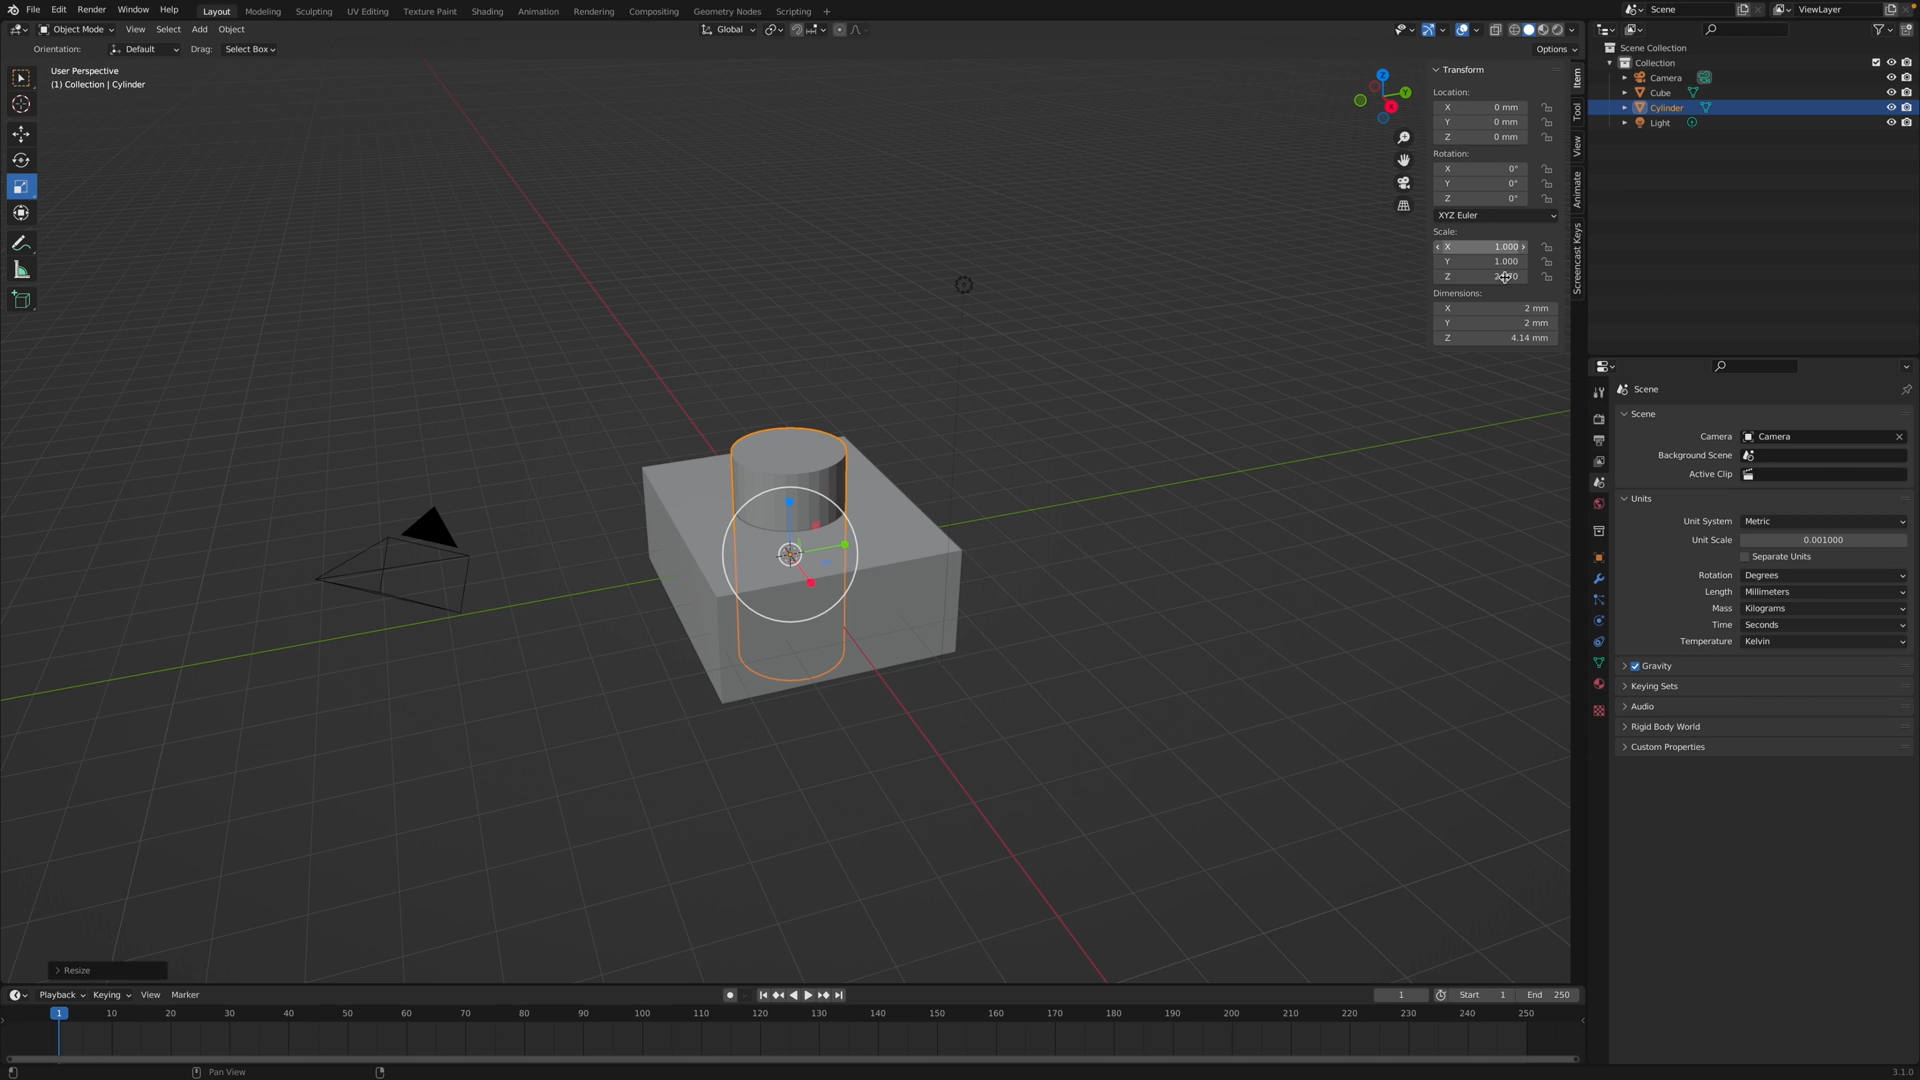 File Edit Render Window Help Layout Modeling Sculpting UV Editing Texture Paint Shading Animation Rendering Compositing Geometry Nodes Scripting + Scene ViewLayer
Object Mode View Select Add Object Global
Orientation: Default Drag: Select Box Options
User Perspective
(1) Collection | Cylinder
Z
Y
X
Transform
Location:
X 0 mm
Y 0 mm
Z 0 mm
Rotation:
X 0°
Y 0°
Z 0°
XYZ Euler
Scale:
X 1.000
Y 1.000
Z
Dimensions:
X 2 mm
Y 2 mm
Z 4.14 mm
Item
Tool
View
Animate
Screencast Keys
Scene Collection
Collection
Camera
Cube
Cylinder
Light
Scene
Scene
Camera Camera
Background Scene
Active Clip
Units
Unit System Metric
Unit Scale 0.001000
Separate Units
Rotation Degrees
Length Millimeters
Mass Kilograms
Time Seconds
Temperature Kelvin
Gravity
Keying Sets
Audio
Rigid Body World
Custom Properties
Resize
Playback Keying View Marker 1 Start 1 End 250
1 10 20 30 40 50 60 70 80 90 100 110 120 130 140 150 160 170 180 190 200 210 220 230 240 250
Pan View 3.1.0